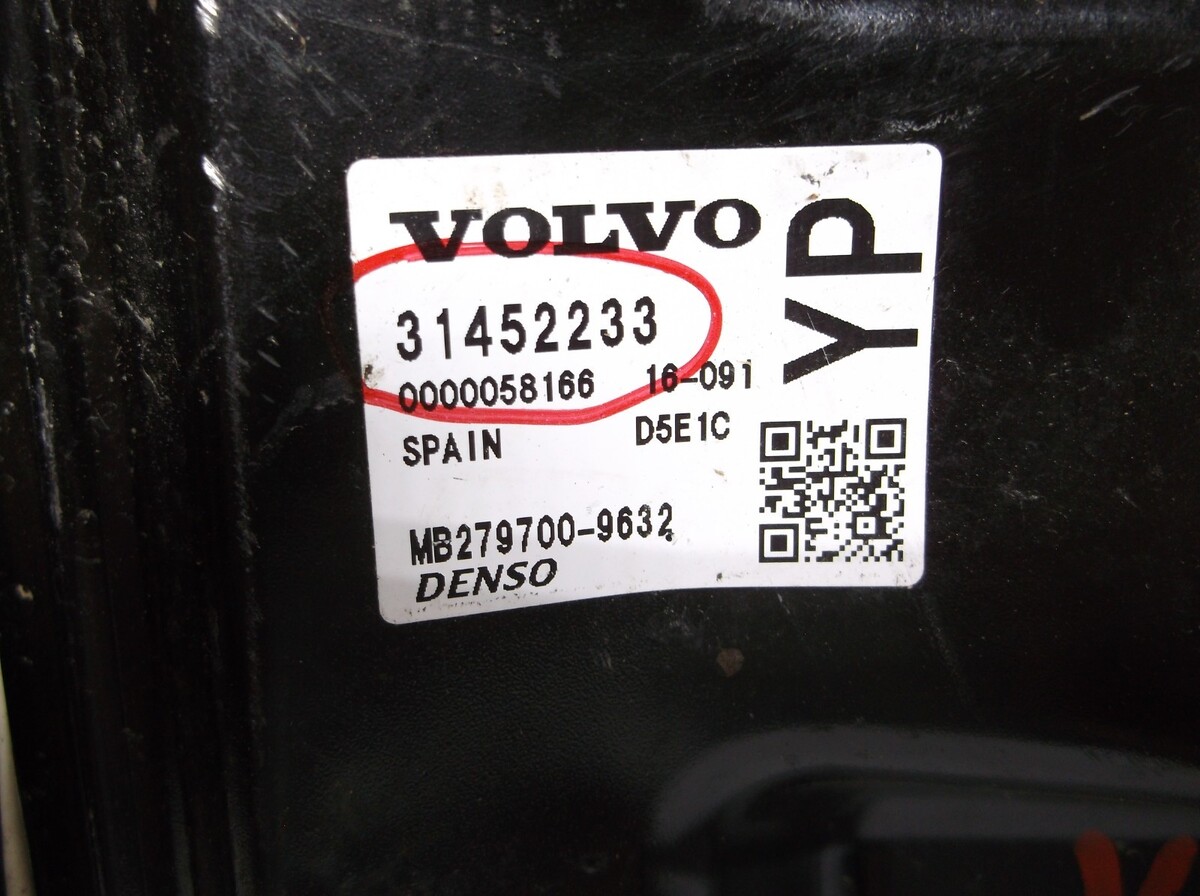 VOLVO
31452233
0000058166 16-091
SPAIN D5E1C
MB279700-9632
DENSO
YP